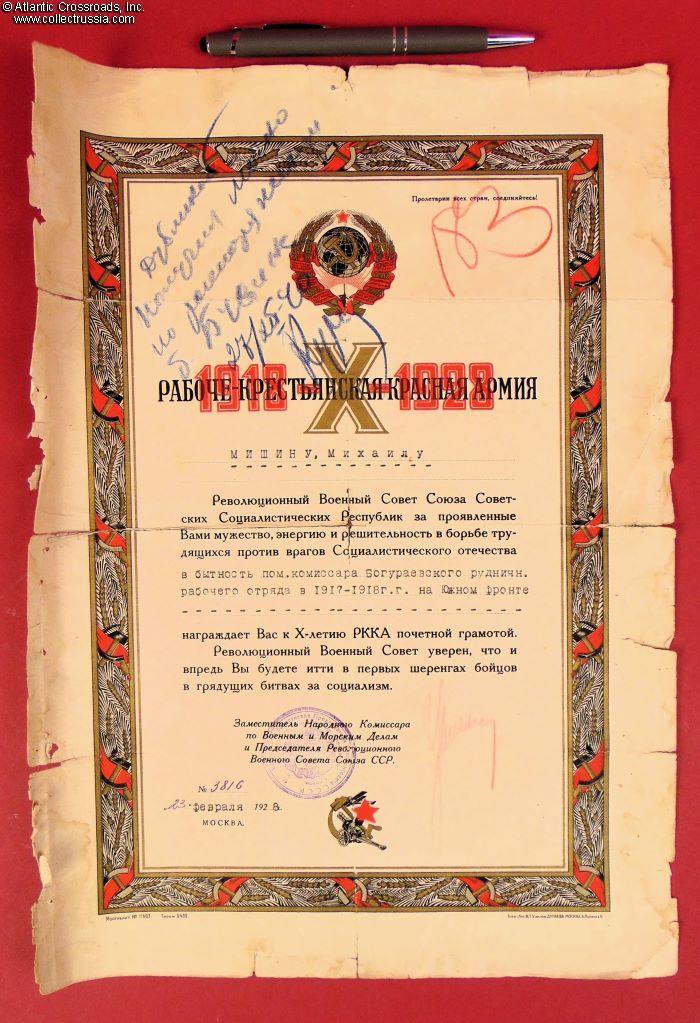 © Atlantic Crossroads, Inc.
www.collectrussia.com
Пролетарии всех стран, соединяйтесь!
83
27/XII
1918 X 1928
РАБОЧЕ-КРЕСТЬЯНСКАЯ КРАСНАЯ АРМИЯ
МИШИНУ, Михаилу
Революционный Военный Совет Союза Совет-
ских Социалистических Республик за проявленные
Вами мужество, энергию и решительность в борьбе тру-
дящихся против врагов Социалистического отечества
в бытность пом.комиссара Богураевского рудничн.
рабочего отряда в 1917-1918г.г. на Южном фронте
награждает Вас к X-летию РККА почетной грамотой.
Революционный Военный Совет уверен, что и
впредь Вы будете итти в первых шеренгах бойцов
в грядущих битвах за социализм.
Заместитель Народного Комиссара
по Военным и Морским Делам
и Председателя Революционного
Военного Совета Союза ССР.
№ 3816
23 февраля 1928.
МОСКВА.